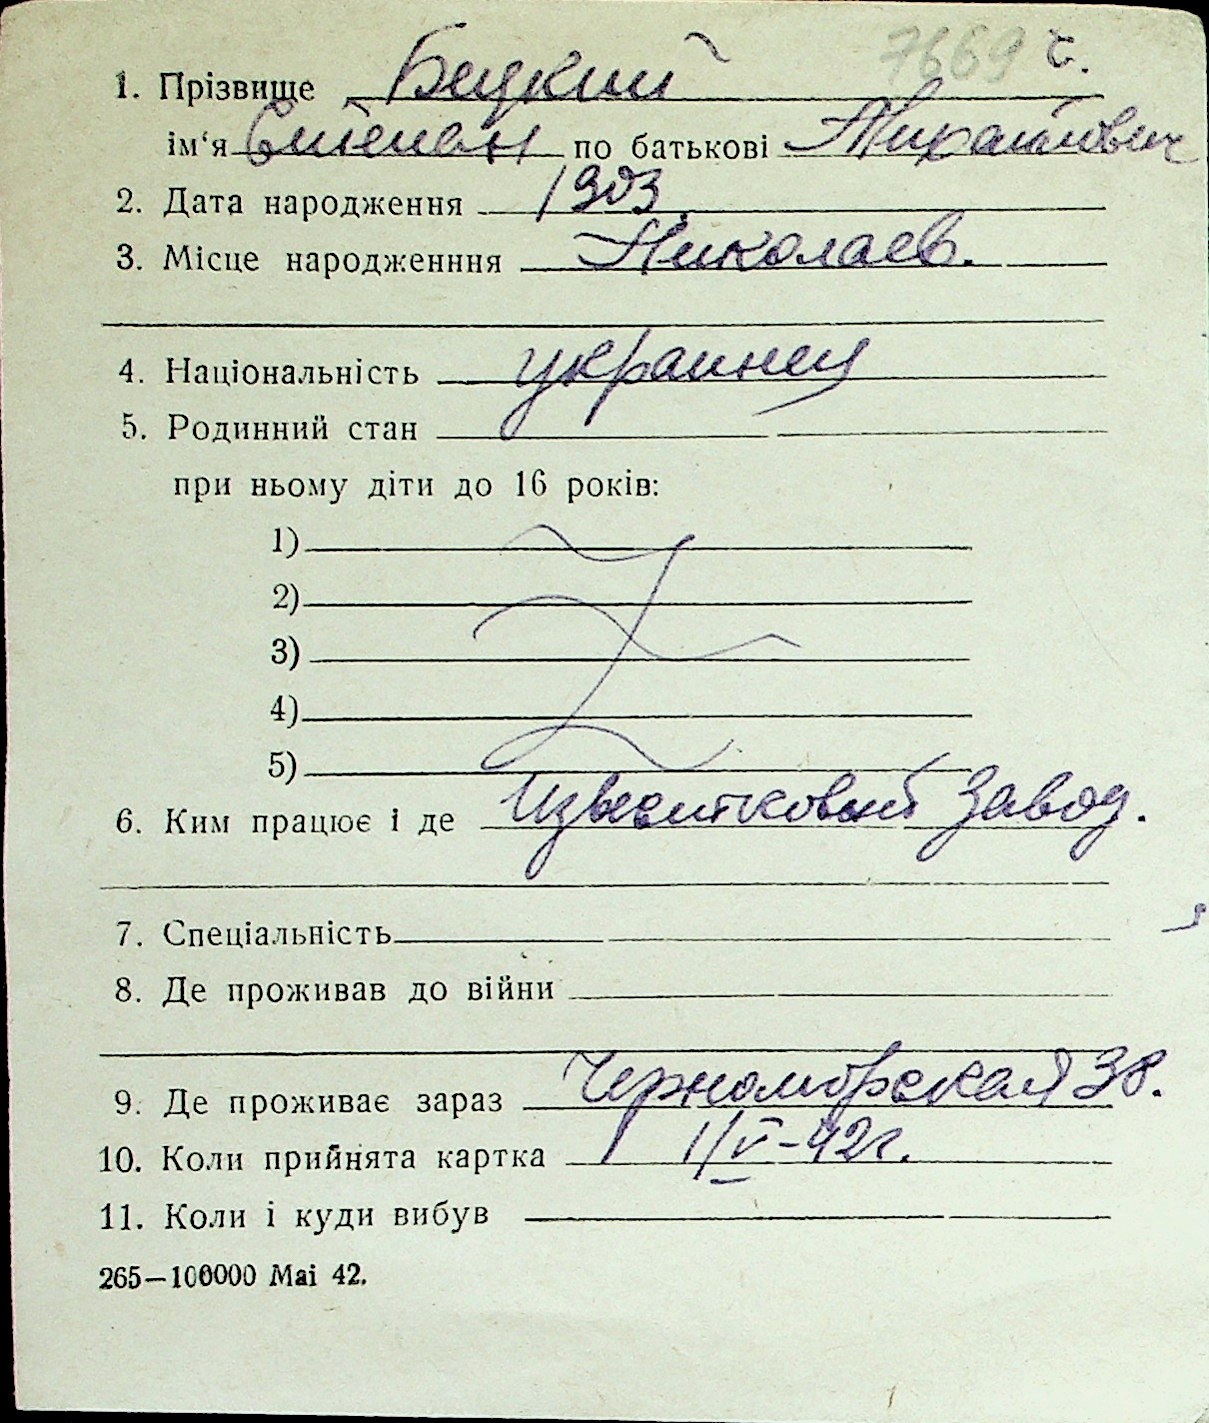 7669 с.
1. Прізвище Бецкий
ім‘я Степан по батькові Михайлович
2. Дата народження 1903.
3. Місце народженння Николаев.
4. Національність украинец
5. Родинний стан
при ньому діти до 16 років:
1)
2)
3)
4)
5)
6. Ким працює і де Известковый завод.
7. Спеціальність
8. Де проживав до війни
9. Де проживає зараз Черноморская 38.
10. Коли прийнята картка 1/V-42г.
11. Коли і куди вибув
265—100000 Mai 42.